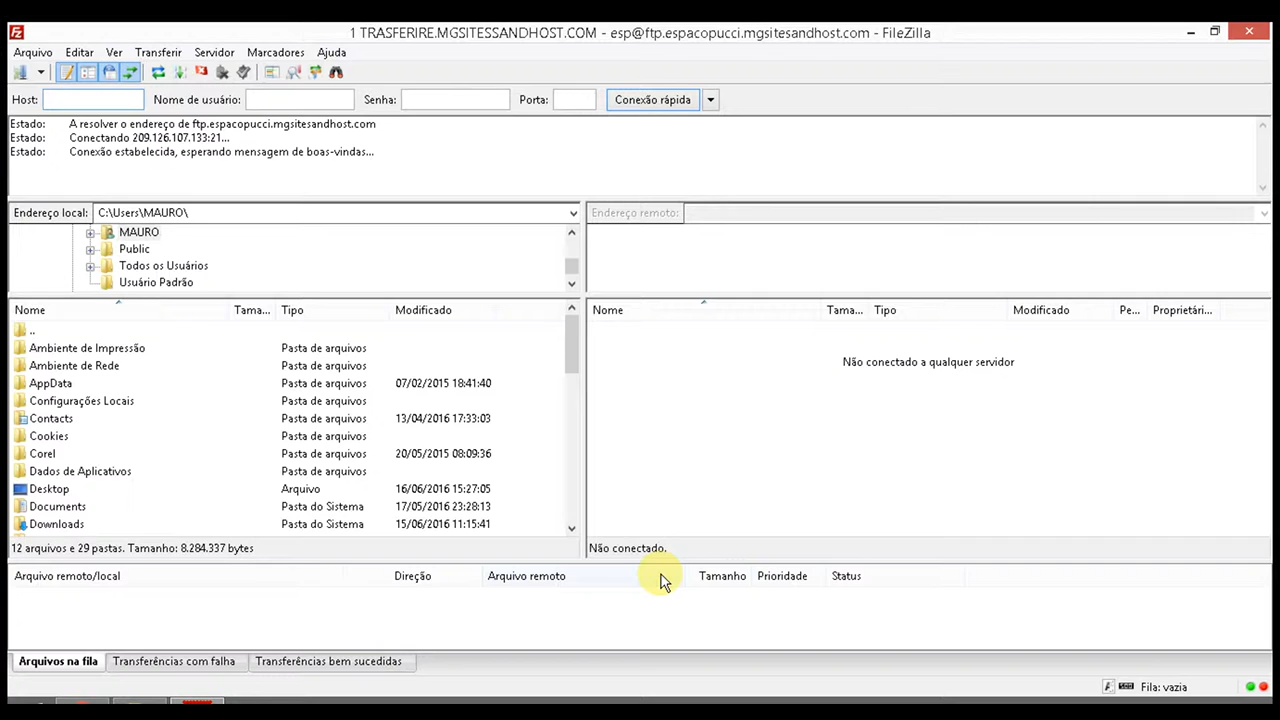 1 TRASFERIRE.MGSITESSANDHOST.COM - esp@ftp.espacopucci.mgsitesandhost.com - FileZilla
Arquivo Editar Ver Transferir Servidor Marcadores Ajuda
Host: Nome de usuário: Senha: Porta: Conexão rápida
Estado: A resolver o endereço de ftp.espacopucci.mgsitesandhost.com
Estado: Conectando 209.126.107.133:21...
Estado: Conexão estabelecida, esperando mensagem de boas-vindas...
Endereço local: C:\Users\MAURO\ Endereço remoto:
MAURO
Public
Todos os Usuários
Usuário Padrão
Nome Tama... Tipo Modificado Nome Tama... Tipo Modificado Pe... Proprietári...
..
Ambiente de Impressão Pasta de arquivos
Não conectado a qualquer servidor
Ambiente de Rede Pasta de arquivos
AppData Pasta de arquivos 07/02/2015 18:41:40
Configurações Locais Pasta de arquivos
Contacts Pasta de arquivos 13/04/2016 17:33:03
Cookies Pasta de arquivos
Corel Pasta de arquivos 20/05/2015 08:09:36
Dados de Aplicativos Pasta de arquivos
Desktop Arquivo 16/06/2016 15:27:05
Documents Pasta do Sistema 17/05/2016 23:28:13
Downloads Pasta do Sistema 15/06/2016 11:15:41
12 arquivos e 29 pastas. Tamanho: 8.284.337 bytes Não conectado.
Arquivo remoto/local Direção Arquivo remoto Tamanho Prioridade Status
Arquivos na fila Transferências com falha Transferências bem sucedidas
Fila: vazia